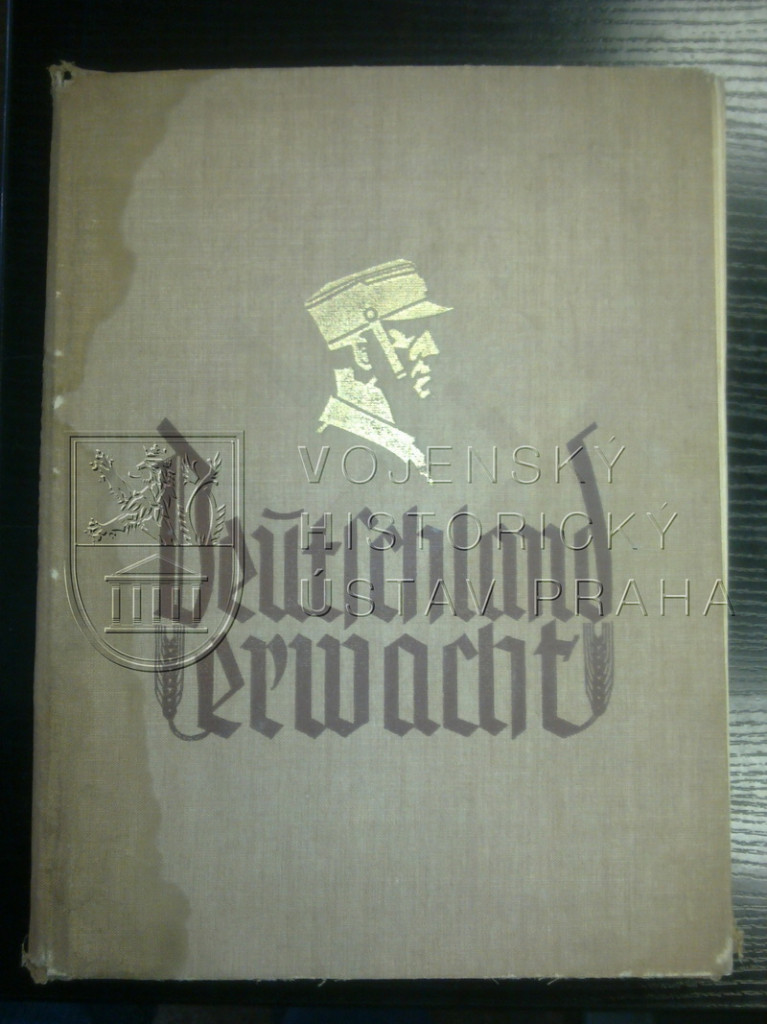 Deutschland
erwacht
VOJENSKÝ
HISTORICKÝ
ÚSTAV PRAHA